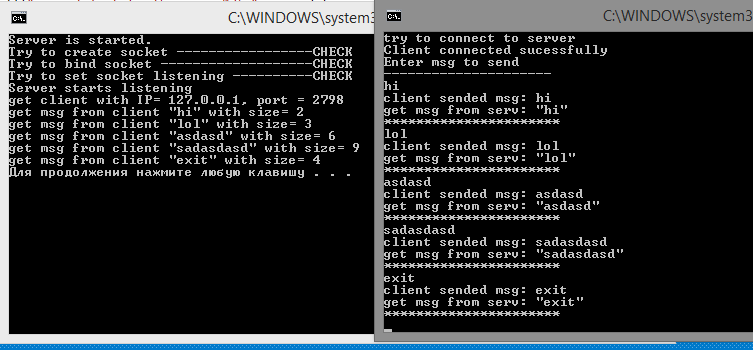 C:\WINDOWS\system3
Server is started.
Try to create socket -----------------CHECK
Try to bind socket -------------------CHECK
Try to set socket listening ----------CHECK
Server starts listening
get client with IP= 127.0.0.1, port = 2798
get msg from client "hi" with size= 2
get msg from client "lol" with size= 3
get msg from client "asdasd" with size= 6
get msg from client "sadasdasd" with size= 9
get msg from client "exit" with size= 4
Для продолжения нажмите любую клавишу . . .
C:\WINDOWS\system3
try to connect to server
Client connected sucessfully
Enter msg to send
---------------------
hi
client sended msg: hi
get msg from serv: "hi"
**********************
lol
client sended msg: lol
get msg from serv: "lol"
**********************
asdasd
client sended msg: asdasd
get msg from serv: "asdasd"
**********************
sadasdasd
client sended msg: sadasdasd
get msg from serv: "sadasdasd"
**********************
exit
client sended msg: exit
get msg from serv: "exit"
**********************